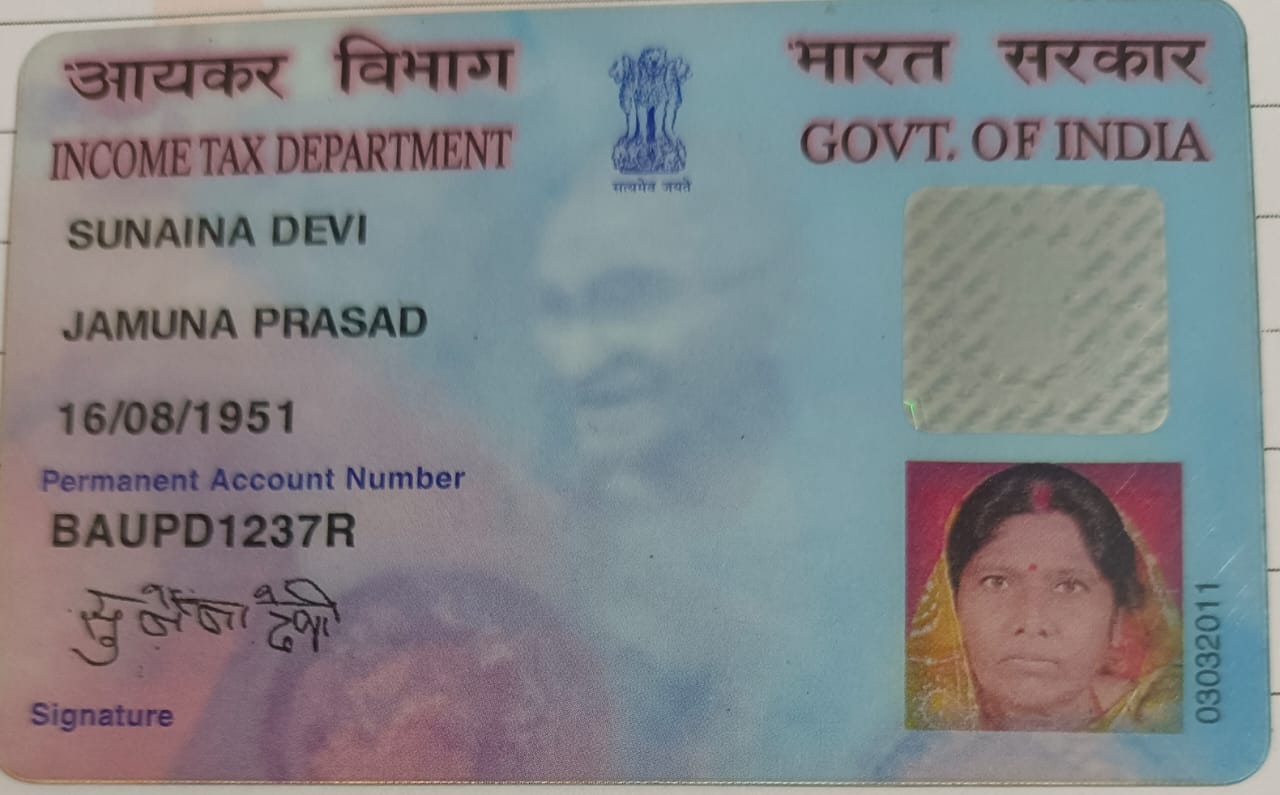 आयकर विभाग
INCOME TAX DEPARTMENT
सत्यमेव जयते
भारत सरकार
GOVT. OF INDIA
SUNAINA DEVI
JAMUNA PRASAD
16/08/1951
Permanent Account Number
BAUPD1237R
सुनैना देवी
Signature
03032011